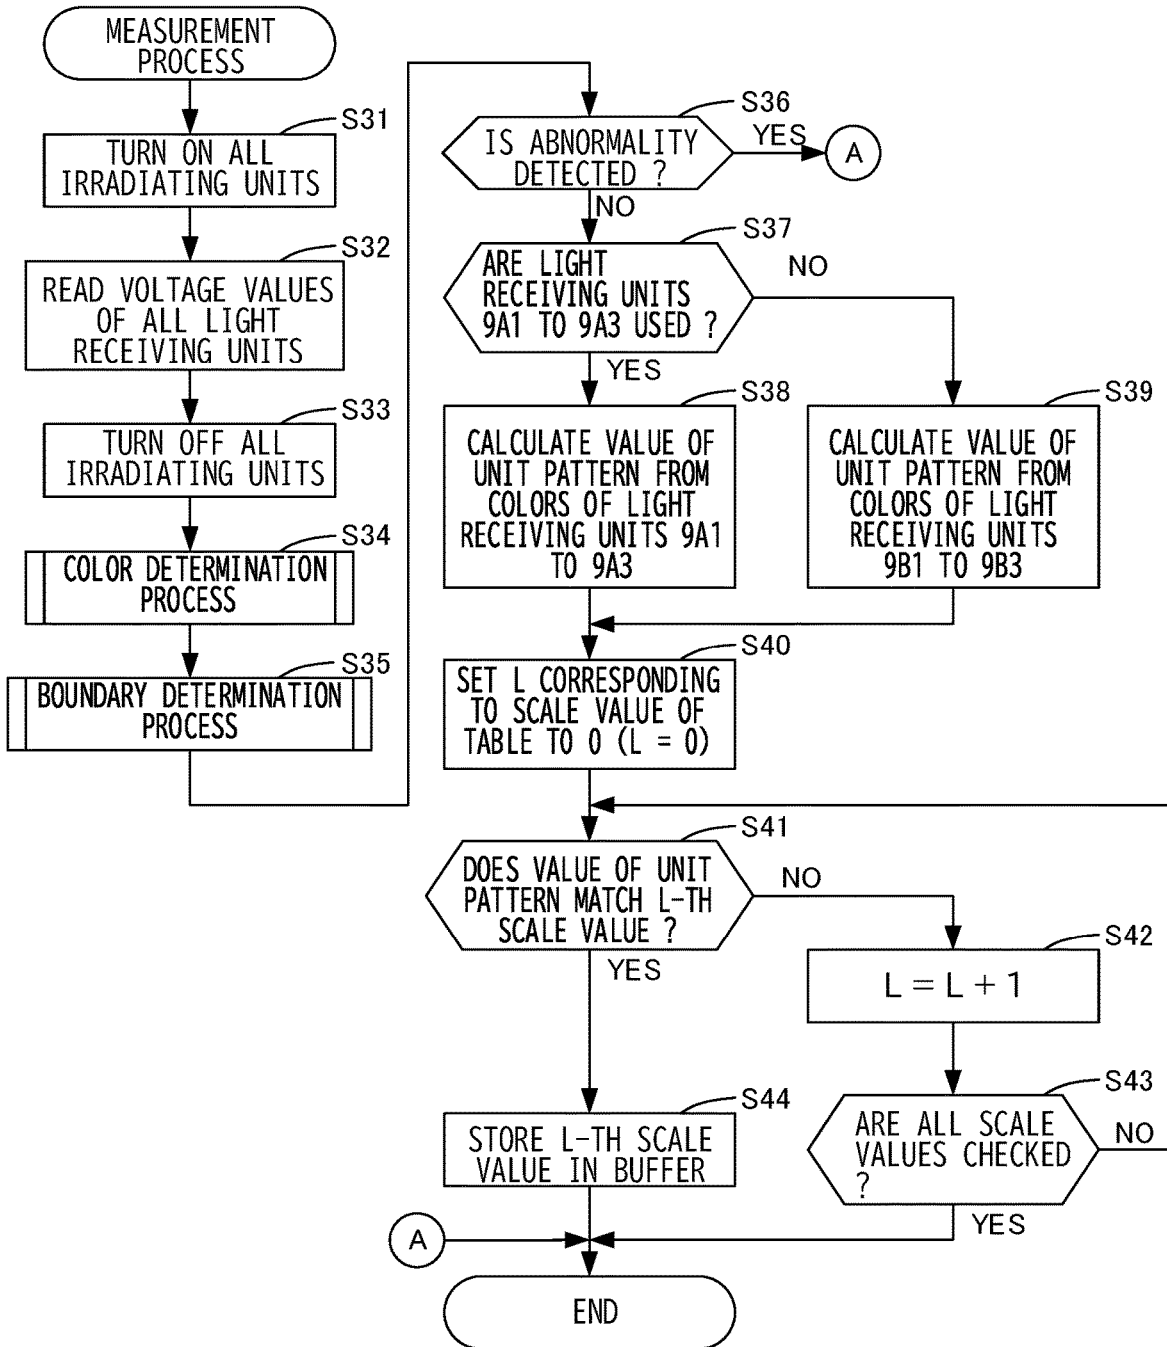 MEASUREMENT
PROCESS
S31
TURN ON ALL
IRRADIATING UNITS
S32
READ VOLTAGE VALUES
OF ALL LIGHT
RECEIVING UNITS
S33
TURN OFF ALL
IRRADIATING UNITS
S34
COLOR DETERMINATION
PROCESS
S35
BOUNDARY DETERMINATION
PROCESS
S36
IS ABNORMALITY
DETECTED ?
YES
A
NO
S37
ARE LIGHT
RECEIVING UNITS
9A1 TO 9A3 USED ?
NO
YES
S38
CALCULATE VALUE OF
UNIT PATTERN FROM
COLORS OF LIGHT
RECEIVING UNITS 9A1
TO 9A3
S39
CALCULATE VALUE OF
UNIT PATTERN FROM
COLORS OF LIGHT
RECEIVING UNITS
9B1 TO 9B3
S40
SET L CORRESPONDING
TO SCALE VALUE OF
TABLE TO 0 (L = 0)
S41
DOES VALUE OF UNIT
PATTERN MATCH L-TH
SCALE VALUE ?
NO
YES
S42
L = L + 1
S43
ARE ALL SCALE
VALUES CHECKED
?
NO
YES
S44
STORE L-TH SCALE
VALUE IN BUFFER
A
END